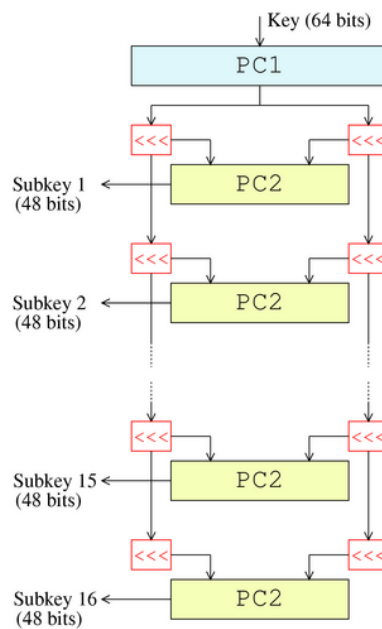 Key (64 bits)
PC1
<<< <<<
Subkey 1
(48 bits)
PC2
<<< <<<
Subkey 2
(48 bits)
PC2
<<< <<<
Subkey 15
(48 bits)
PC2
<<< <<<
Subkey 16
(48 bits)
PC2